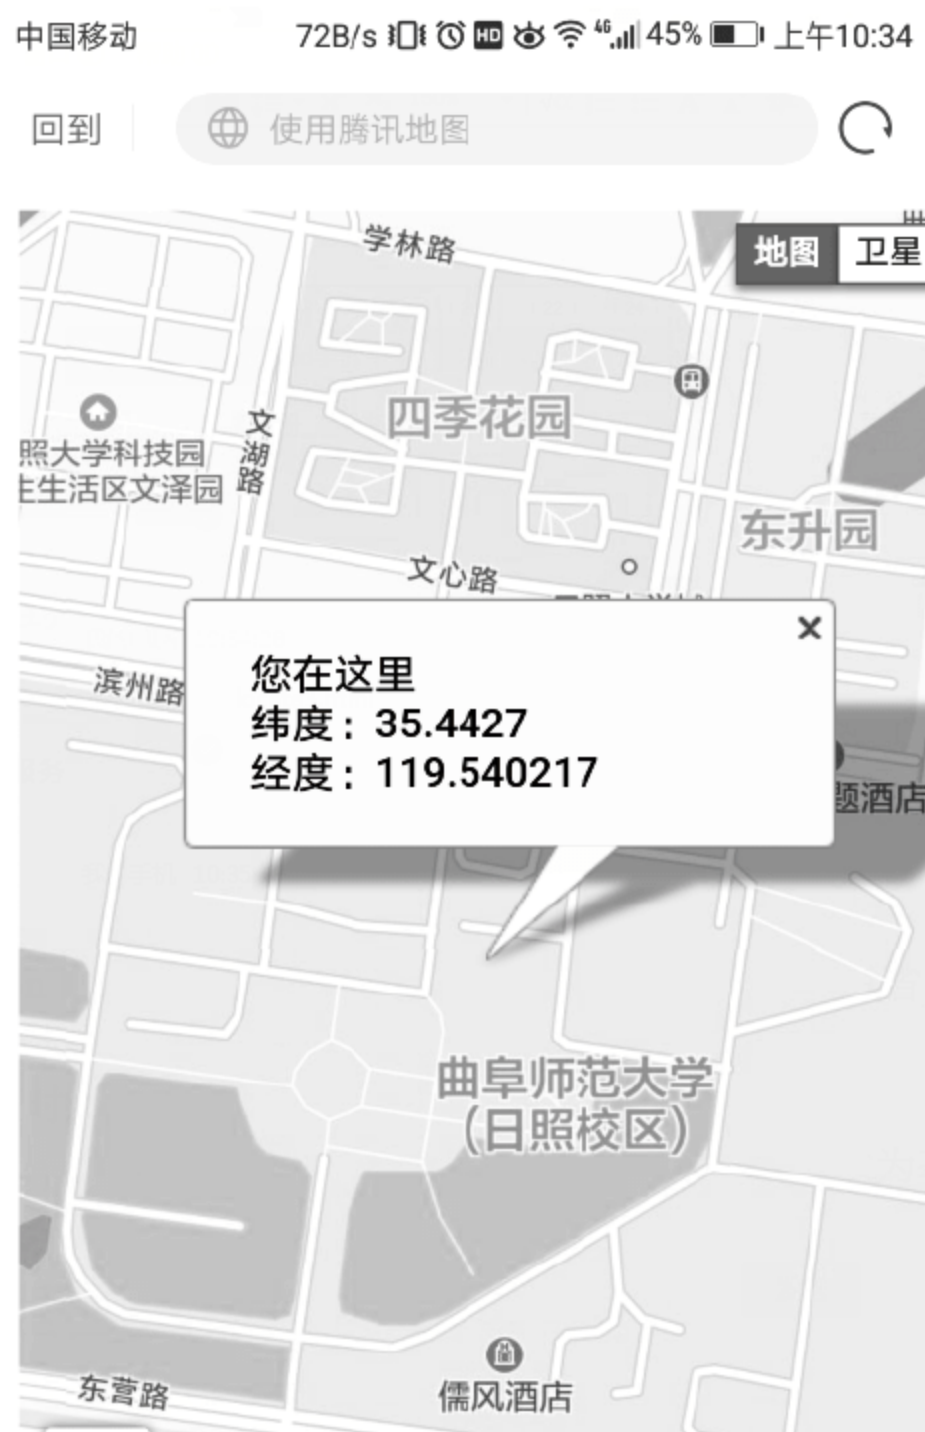 中国移动
72B/s HD 4G 45% 上午10:34
回到
使用腾讯地图
学林路
地图 卫星
四季花园
文湖路
照大学科技园
生生活区文泽园
东升园
文心路
您在这里
纬度：35.4427
经度：119.540217
滨州路
题酒店
曲阜师范大学
（日照校区）
儒风酒店
东营路